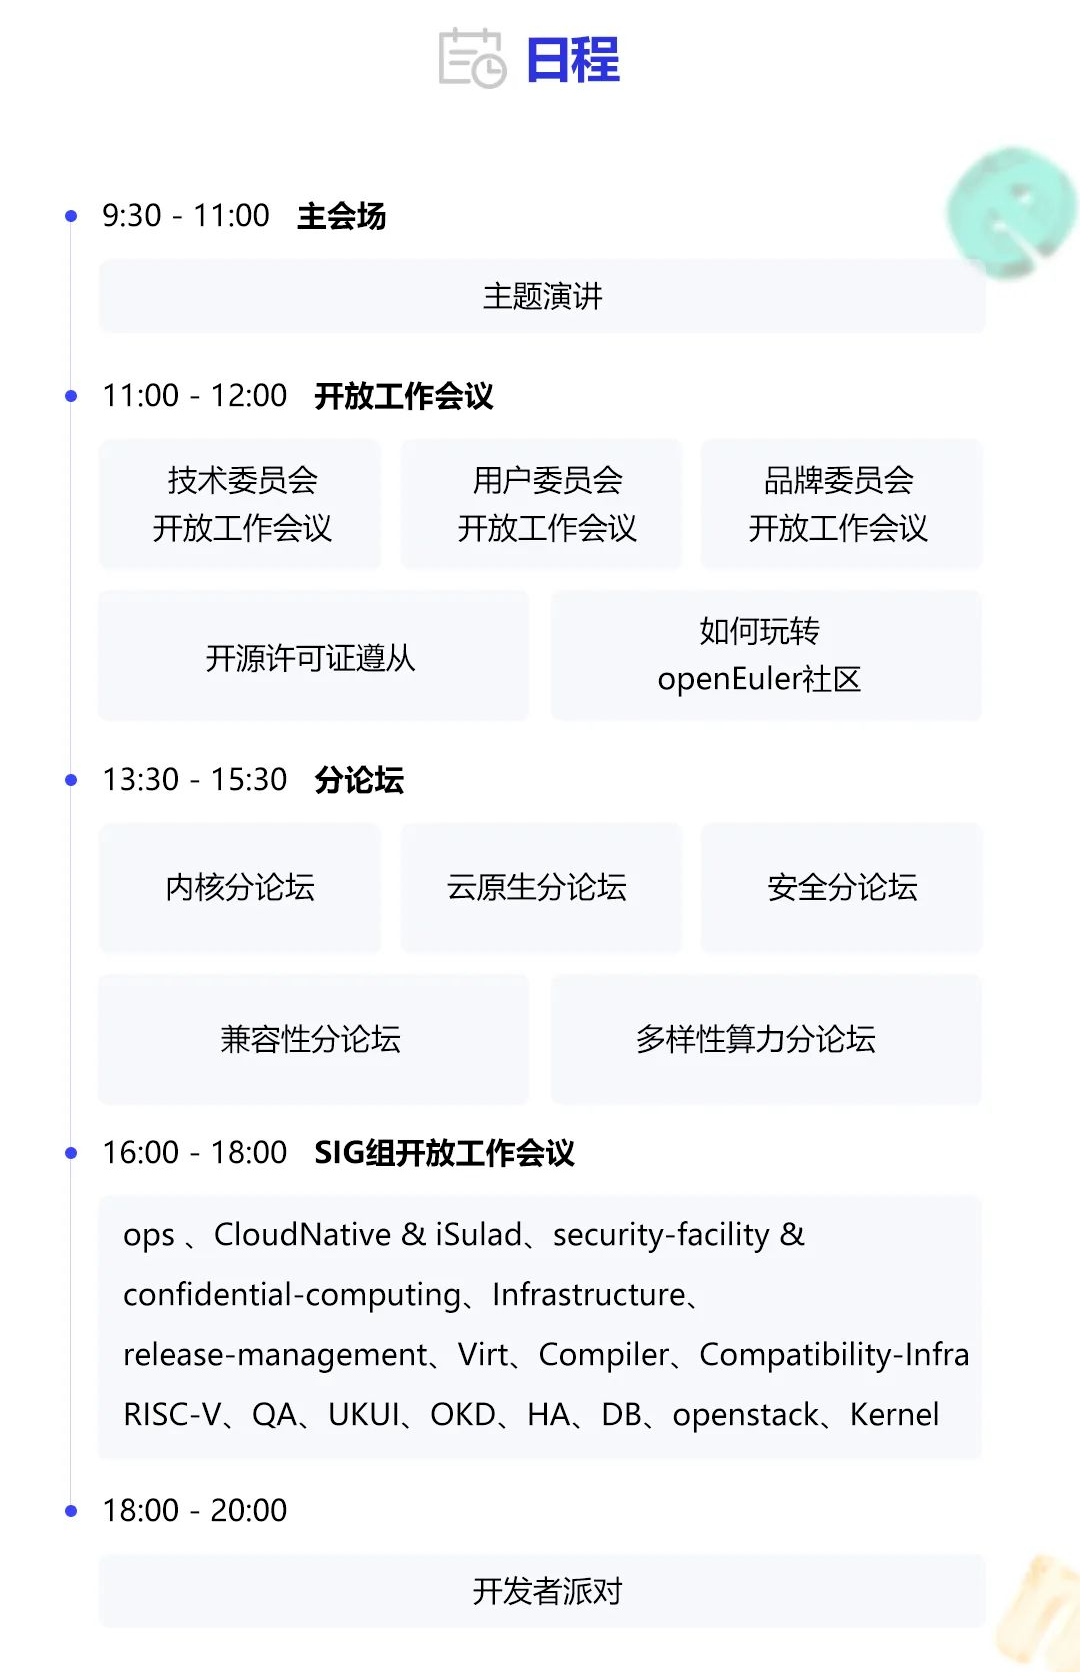 日程
9:30 - 11:00 主会场
主题演讲
11:00 - 12:00 开放工作会议
技术委员会
开放工作会议
用户委员会
开放工作会议
品牌委员会
开放工作会议
开源许可证遵从
如何玩转
openEuler社区
13:30 - 15:30 分论坛
内核分论坛
云原生分论坛
安全分论坛
兼容性分论坛
多样性算力分论坛
16:00 - 18:00 SIG组开放工作会议
ops 、CloudNative & iSulad、security-facility &
confidential-computing、Infrastructure、
release-management、Virt、Compiler、Compatibility-Infra
RISC-V、QA、UKUI、OKD、HA、DB、openstack、Kernel
18:00 - 20:00
开发者派对